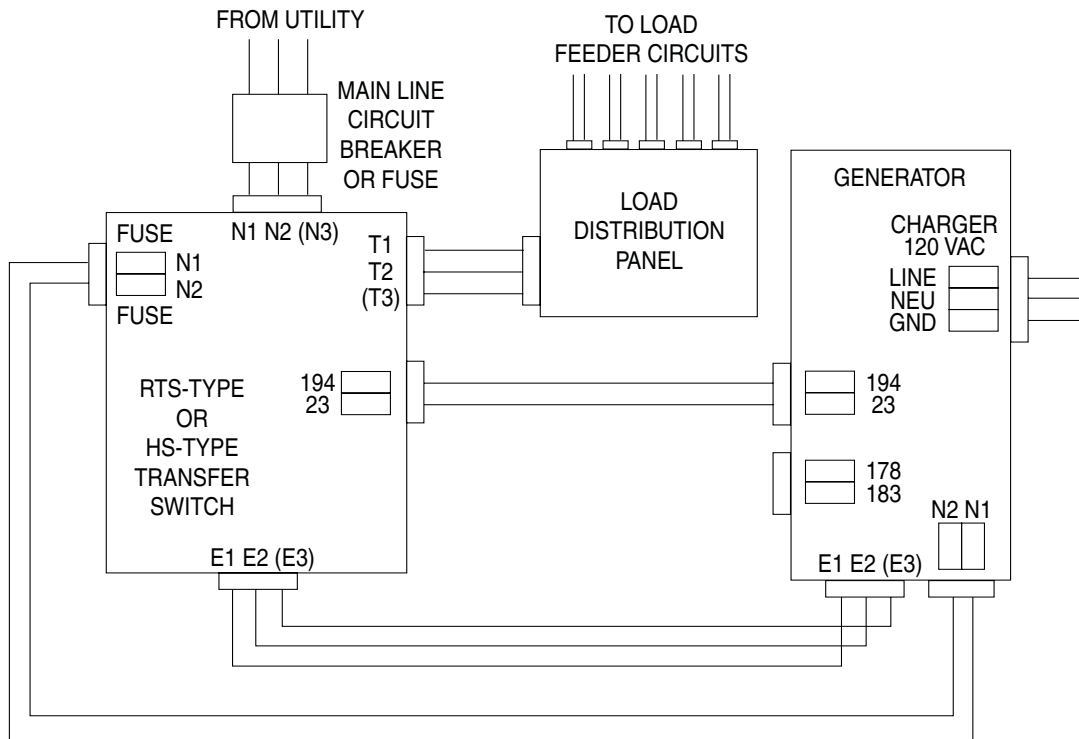 FROM UTILITY
TO LOAD
FEEDER CIRCUITS
MAIN LINE
CIRCUIT
BREAKER
OR FUSE
N1 N2 (N3)
FUSE
N1
N2
FUSE
T1
T2
(T3)
194
23
RTS-TYPE
OR
HS-TYPE
TRANSFER
SWITCH
E1 E2 (E3)
LOAD
DISTRIBUTION
PANEL
GENERATOR
CHARGER
120 VAC
LINE
NEU
GND
194
23
178
183
N2 N1
E1 E2 (E3)